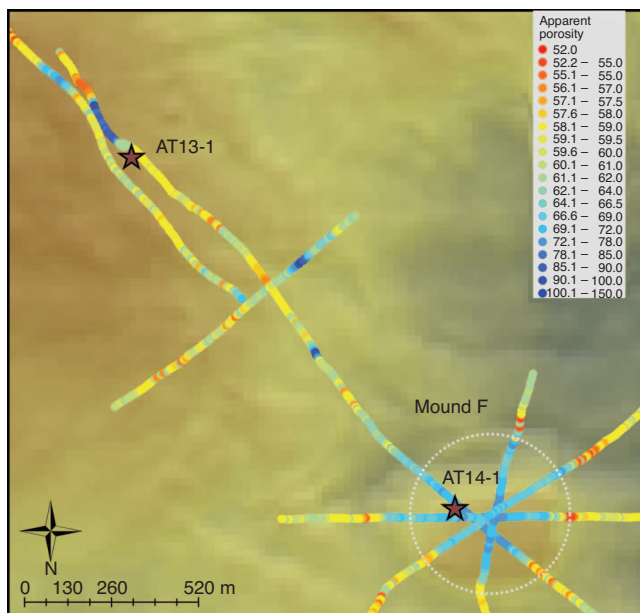 Apparent
porosity
52.0
52.2 – 55.0
55.1 – 55.0
56.1 – 57.0
57.1 – 57.5
57.6 – 58.0
58.1 – 59.0
59.1 – 59.5
59.6 – 60.0
60.1 – 61.0
61.1 – 62.0
62.1 – 64.0
64.1 – 66.5
66.6 – 69.0
69.1 – 72.0
72.1 – 78.0
78.1 – 85.0
85.1 – 90.0
90.1 – 100.0
100.1 – 150.0
AT13-1
Mound F
AT14-1
N
0 130 260 520 m